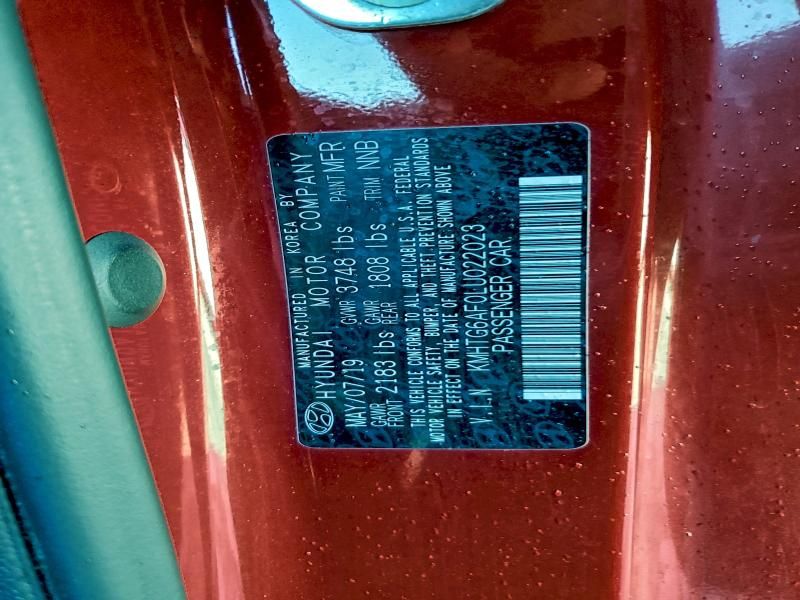 MANUFACTURED IN KOREA BY
HYUNDAI MOTOR COMPANY
MAY/07/19 GVWR 3748 lbs PAINT MFR
GAWR FRONT 2183 lbs GAWR REAR 1808 lbs TRIM NNB
THIS VEHICLE CONFORMS TO ALL APPLICABLE U.S.A. FEDERAL
MOTOR VEHICLE SAFETY, BUMPER, AND THEFT PREVENTION STANDARDS
IN EFFECT ON THE DATE OF MANUFACTURE SHOWN ABOVE
V.I.N KMHTG6AF0LU022023
PASSENGER CAR